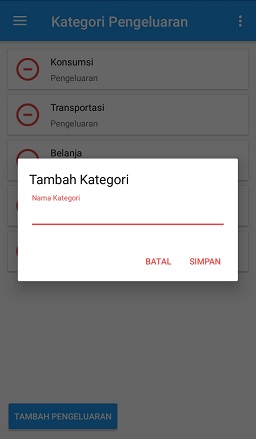 Kategori Pengeluaran
Konsumsi
Pengeluaran
Transportasi
Pengeluaran
Belanja
Tambah Kategori
Nama Kategori
BATAL SIMPAN
TAMBAH PENGELUARAN